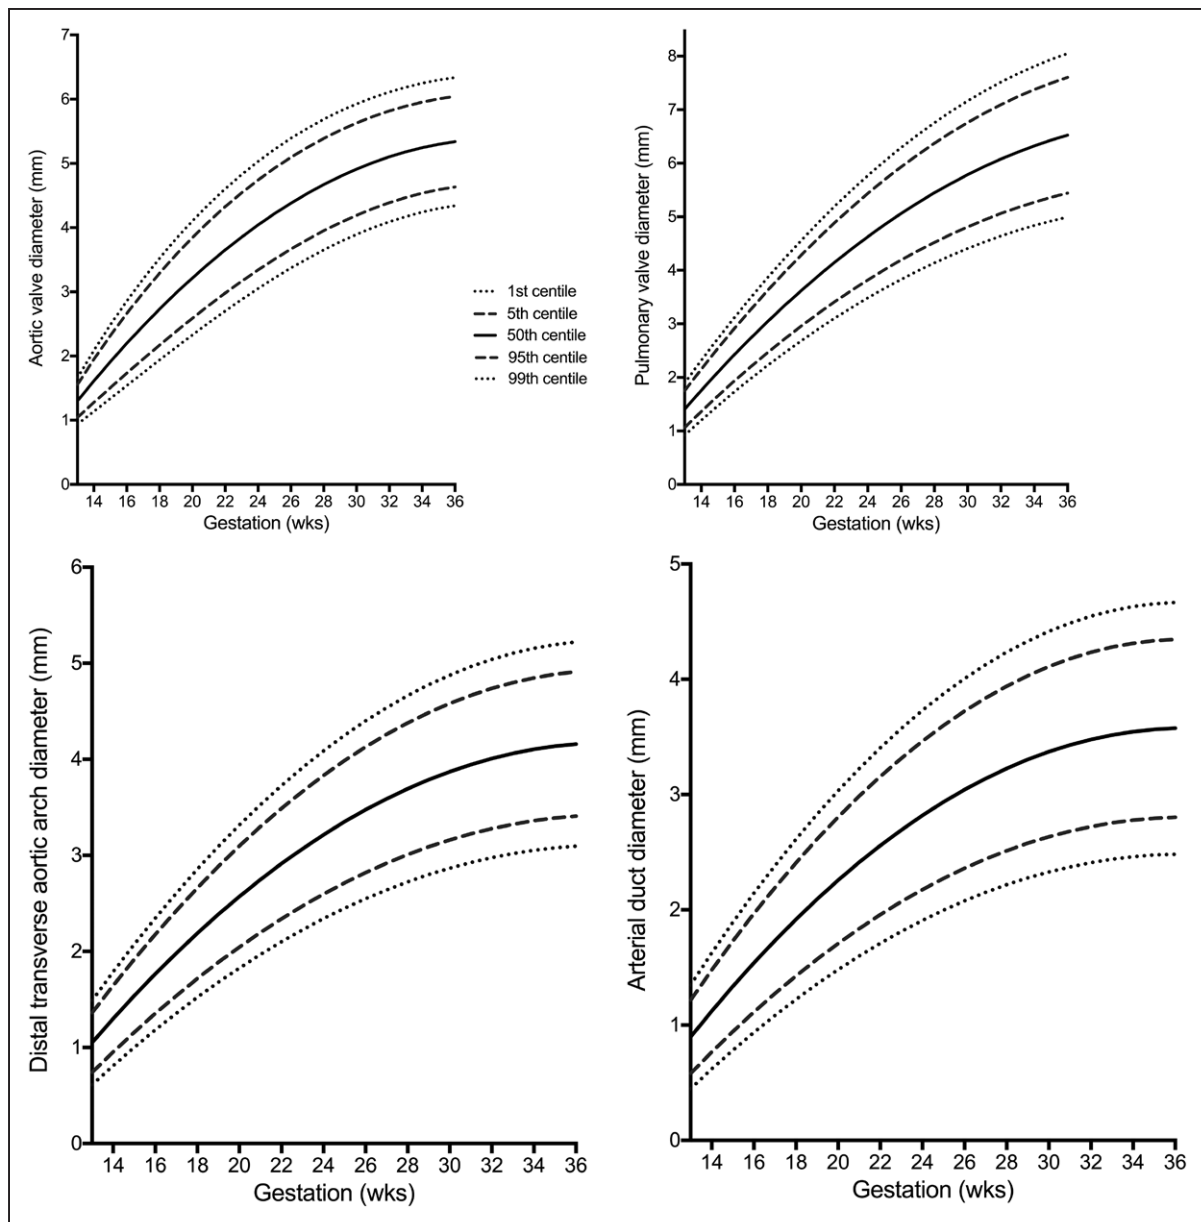 7
6
5
4
3
2
1
0
Aortic valve diameter (mm)
14 16 18 20 22 24 26 28 30 32 34 36
Gestation (wks)
1st centile
5th centile
50th centile
95th centile
99th centile
8
7
6
5
4
3
2
1
0
Pulmonary valve diameter (mm)
14 16 18 20 22 24 26 28 30 32 34 36
Gestation (wks)
6
5
4
3
2
1
0
Distal transverse aortic arch diameter (mm)
14 16 18 20 22 24 26 28 30 32 34 36
Gestation (wks)
5
4
3
2
1
0
Arterial duct diameter (mm)
14 16 18 20 22 24 26 28 30 32 34 36
Gestation (wks)